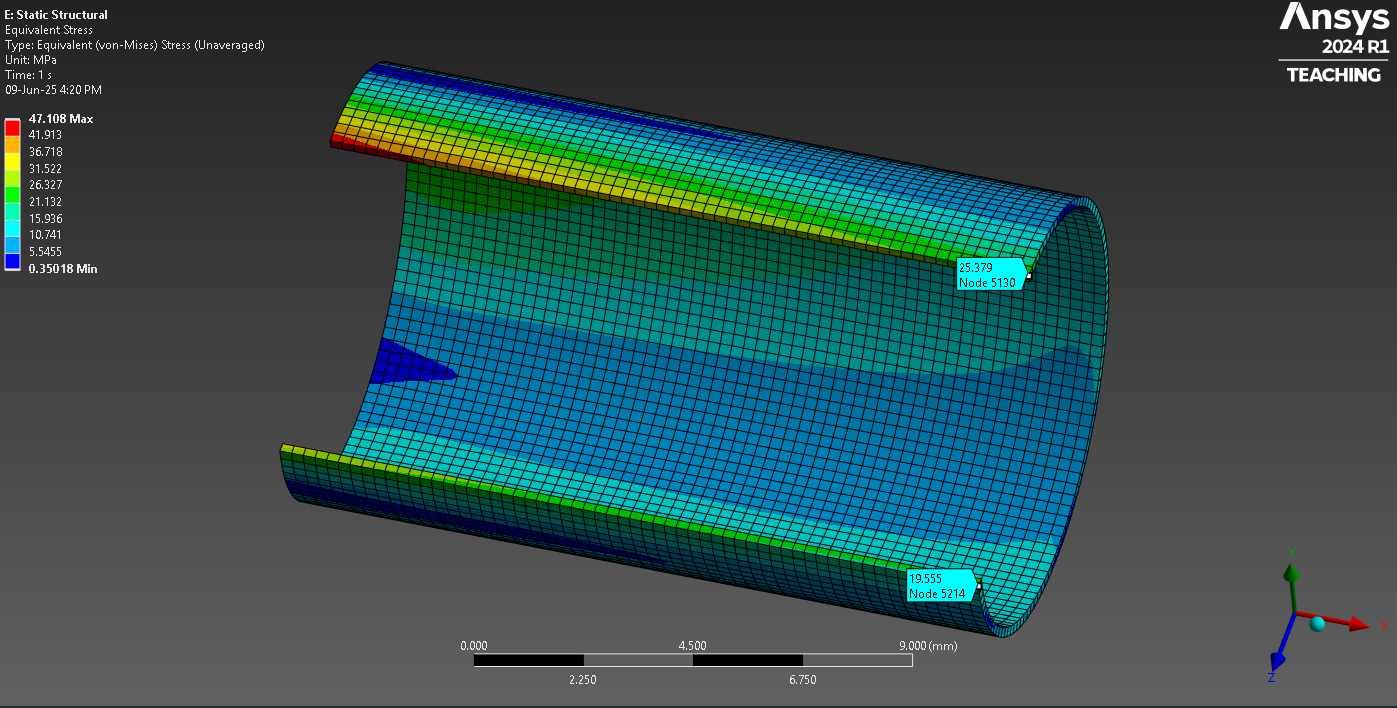 E: Static Structural
Equivalent Stress
Type: Equivalent (von-Mises) Stress (Unaveraged)
Unit: MPa
Time: 1 s
09-Jun-25 4:20 PM
47.108 Max
41.913
36.718
31.522
26.327
21.132
15.936
10.741
5.5455
0.35018 Min
Ansys
2024 R1
TEACHING
25.379
Node 5130
19.555
Node 5214
0.000 4.500 9.000 (mm)
2.250 6.750
Y
X
Z